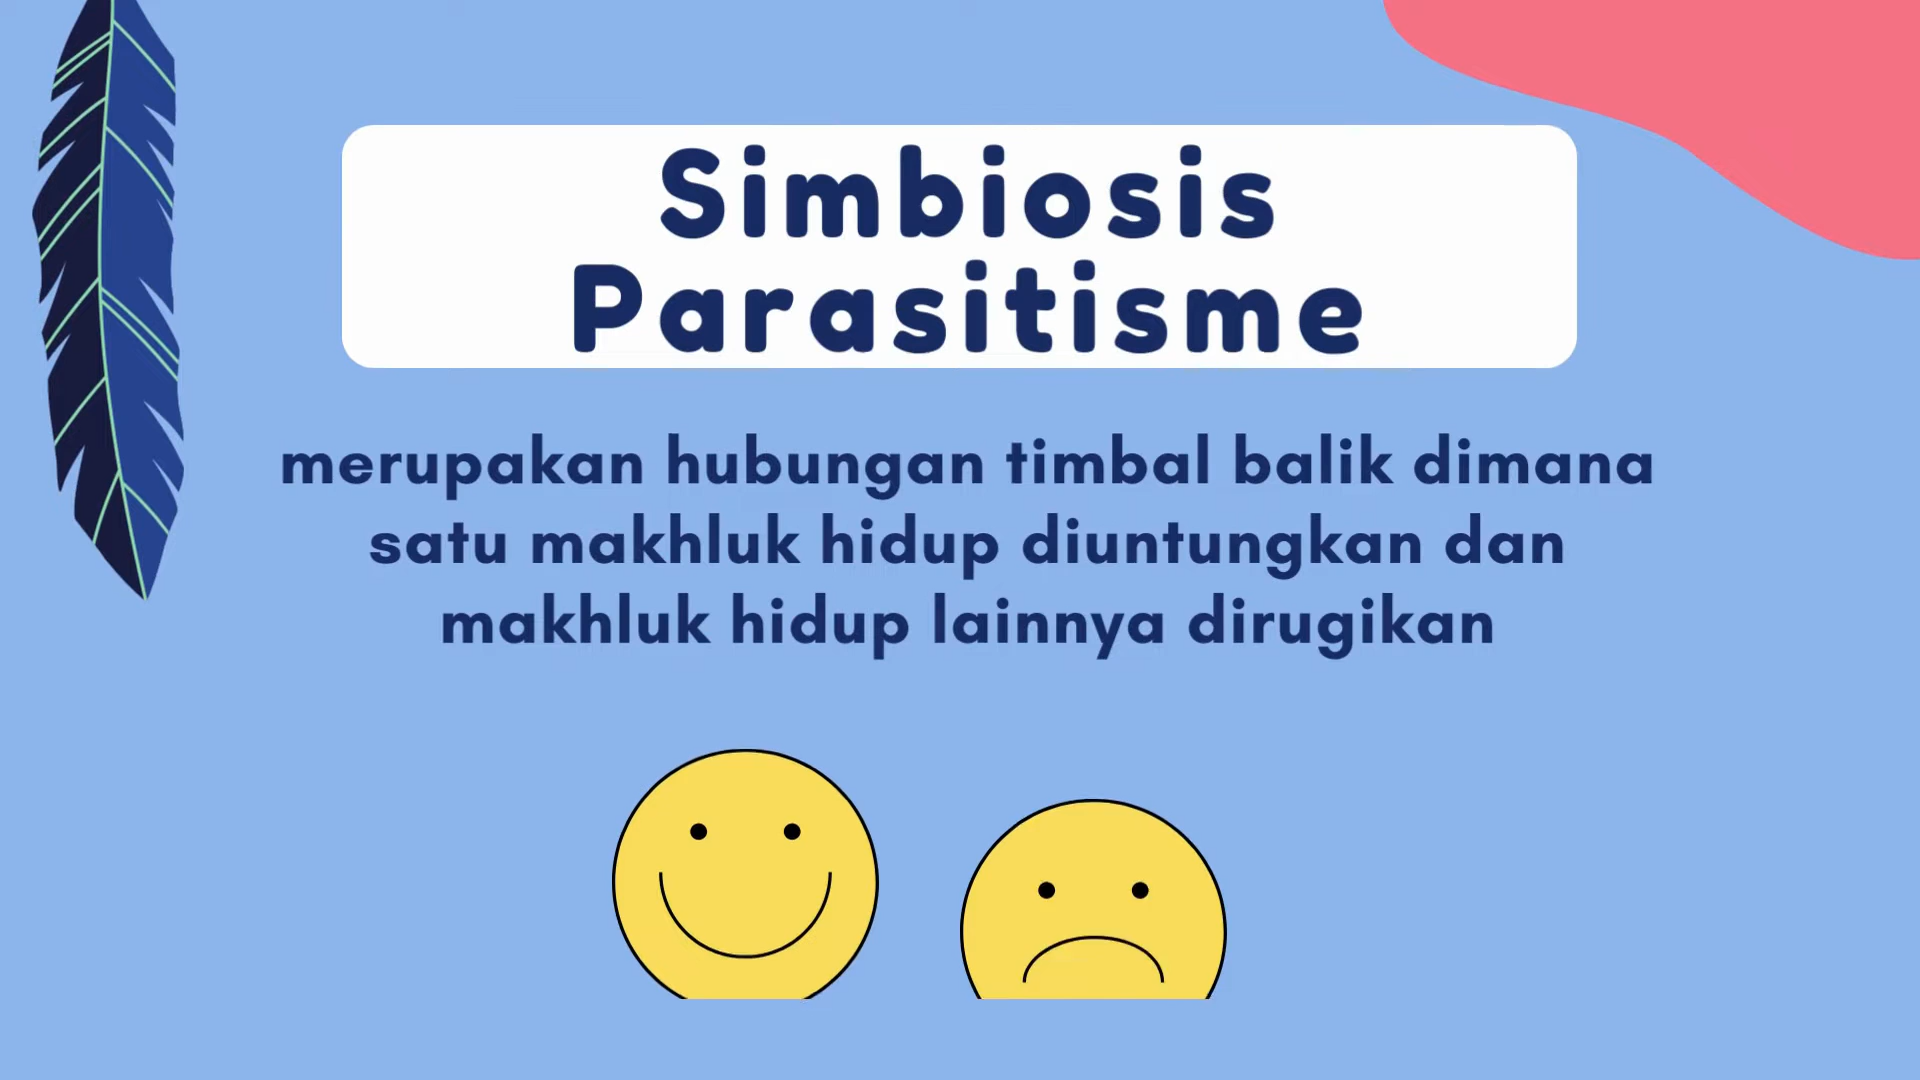 Simbiosis
Parasitisme
merupakan hubungan timbal balik dimana
satu makhluk hidup diuntungkan dan
makhluk hidup lainnya dirugikan